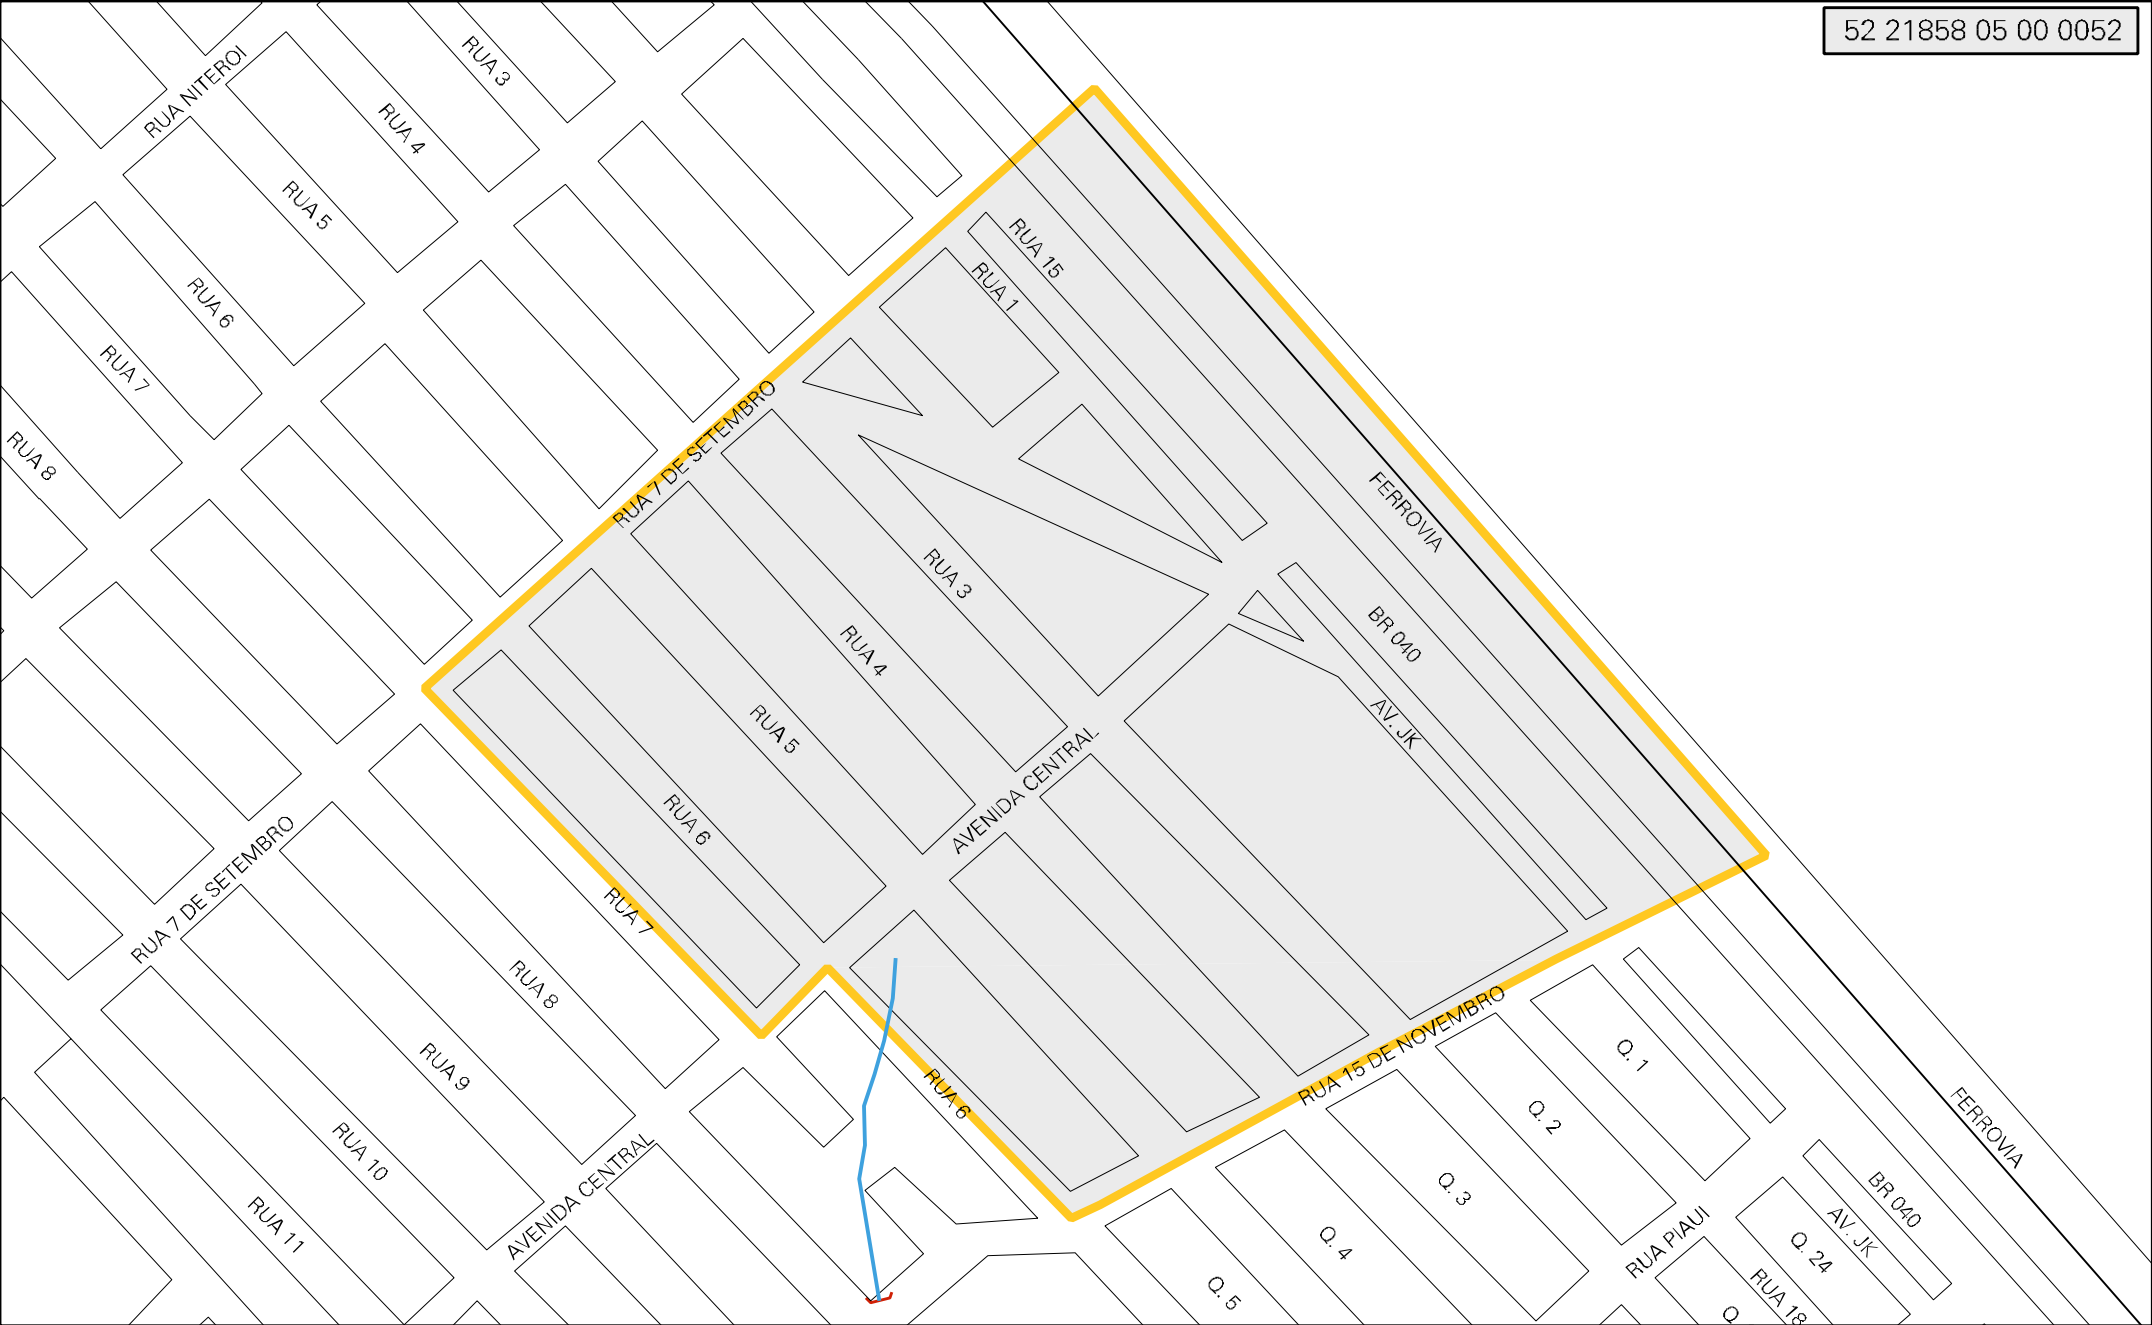 52 21858 05 00 0052
RUA NITEROI
RUA 3
RUA 4
RUA 5
RUA 6
RUA 7
RUA 8
RUA 15
RUA 1
RUA 7 DE SETEMBRO
FERROVIA
RUA 3
BR 040
RUA 4
AV. JK
RUA 5
AVENIDA CENTRAL
RUA 6
RUA 7
RUA 7 DE SETEMBRO
RUA 8
RUA 9
RUA 6
RUA 15 DE NOVEMBRO
Q. 1
Q. 2
FERROVIA
RUA 10
AVENIDA CENTRAL
Q. 3
BR 040
RUA 11
Q. 4
RUA PIAUI
AV. JK
Q. 24
Q. 5
RUA 18
Q